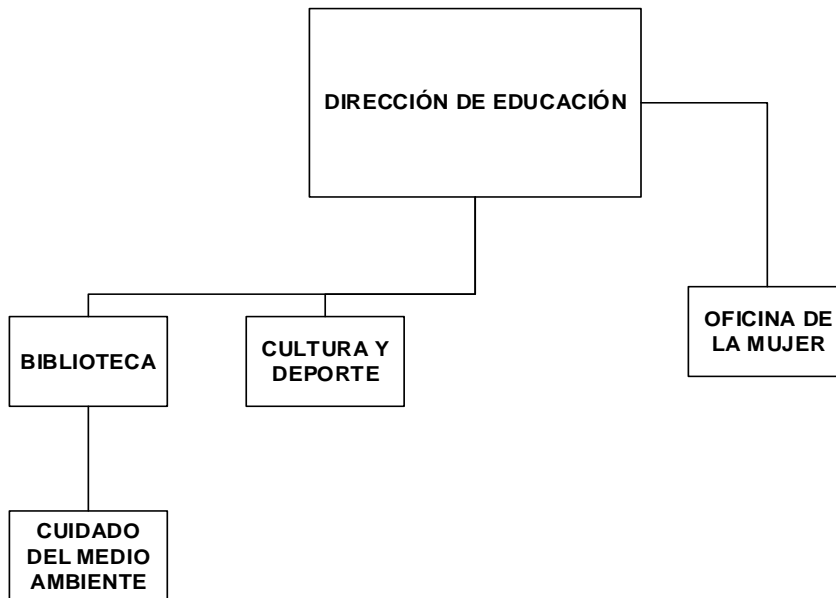 DIRECCIÓN DE EDUCACIÓN
BIBLIOTECA
CULTURA Y
DEPORTE
OFICINA DE
LA MUJER
CUIDADO
DEL MEDIO
AMBIENTE